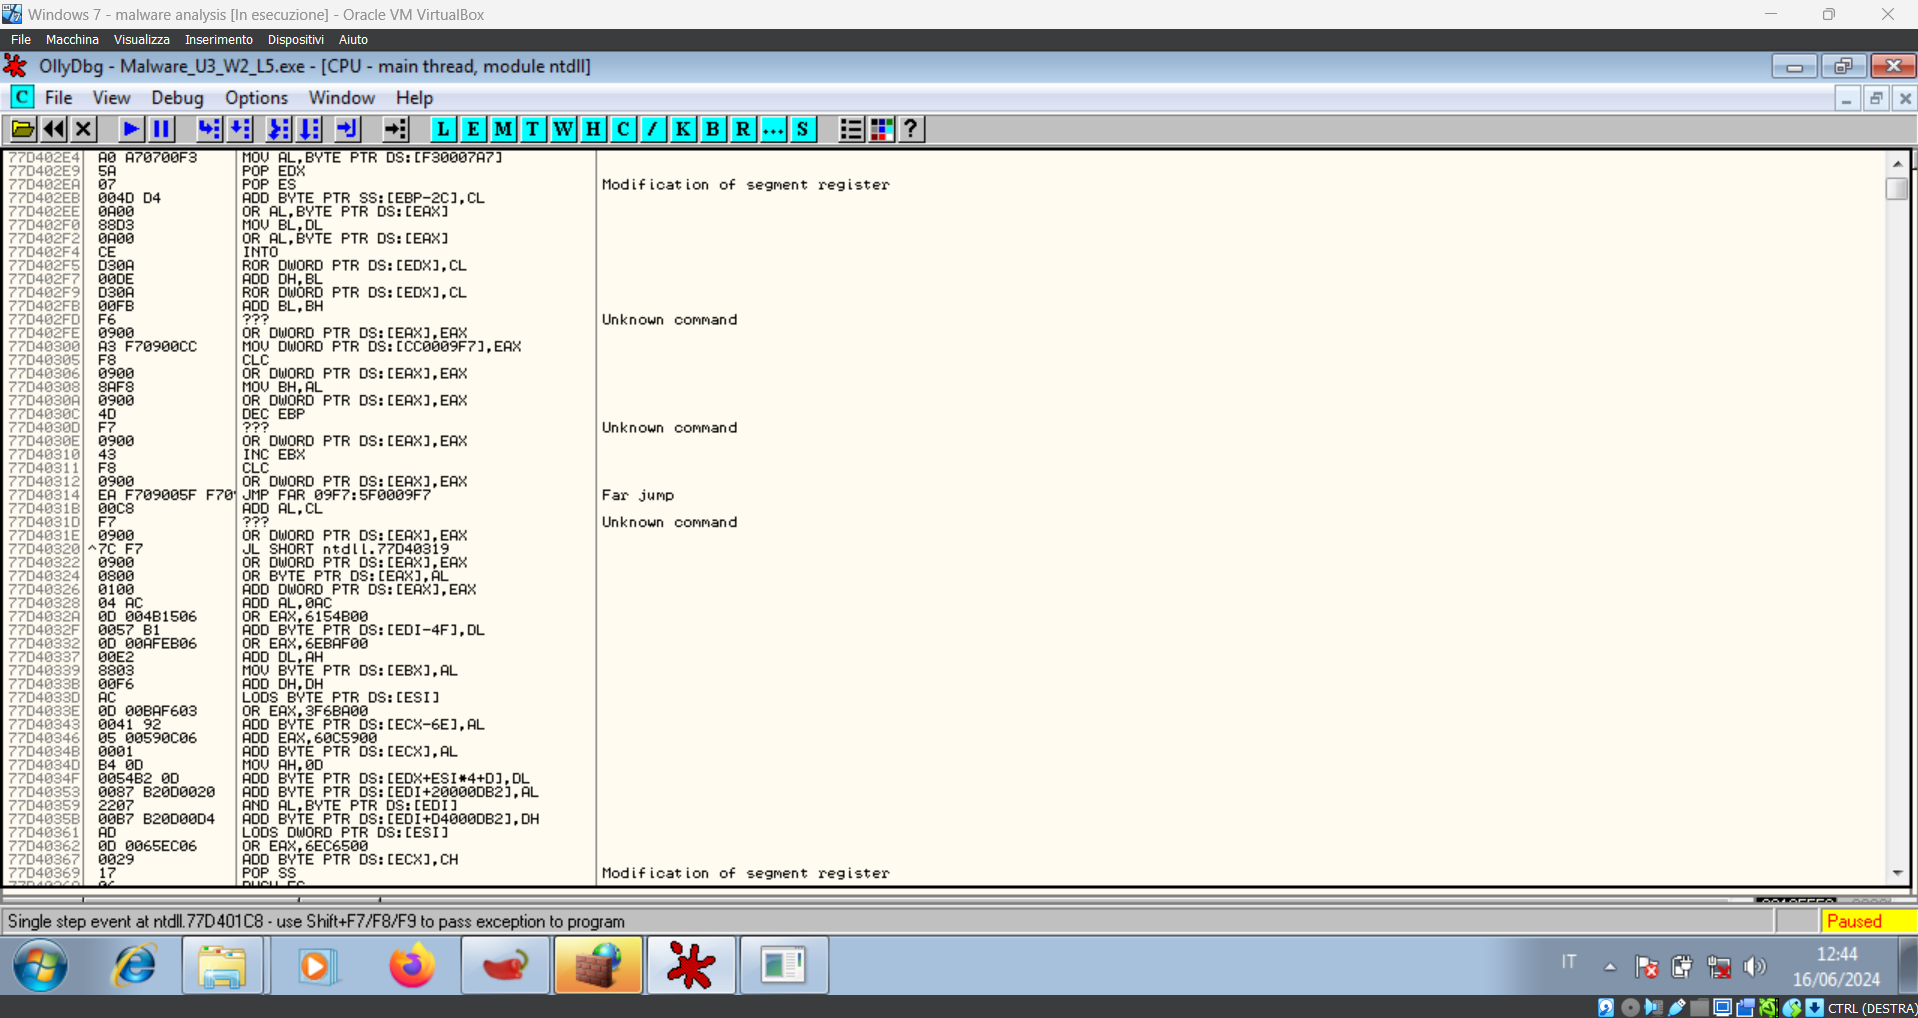 Windows 7 - malware analysis [In esecuzione] - Oracle VM VirtualBox
File Macchina Visualizza Inserimento Dispositivi Aiuto
OllyDbg - Malware_U3_W2_L5.exe - [CPU - main thread, module ntdll]
C File View Debug Options Window Help
L E M T W H C / K B R ... S ?
77D402E4 A0 A70700F3 MOV AL,BYTE PTR DS:[F30007A7]
77D402E9 5A POP EDX
77D402EA 07 POP ES Modification of segment register
77D402EB 004D D4 ADD BYTE PTR SS:[EBP-2C],CL
77D402EE 0A00 OR AL,BYTE PTR DS:[EAX]
77D402F0 88D3 MOV BL,DL
77D402F2 0A00 OR AL,BYTE PTR DS:[EAX]
77D402F4 CE INTO
77D402F5 D30A ROR DWORD PTR DS:[EDX],CL
77D402F7 00DE ADD DH,BL
77D402F9 D30A ROR DWORD PTR DS:[EDX],CL
77D402FB 00FB ADD BL,BH
77D402FD F6 ??? Unknown command
77D402FE 0900 OR DWORD PTR DS:[EAX],EAX
77D40300 A3 F70900CC MOV DWORD PTR DS:[CC0009F7],EAX
77D40305 F8 CLC
77D40306 0900 OR DWORD PTR DS:[EAX],EAX
77D40308 8AF8 MOV BH,AL
77D4030A 0900 OR DWORD PTR DS:[EAX],EAX
77D4030C 4D DEC EBP
77D4030D F7 ??? Unknown command
77D4030E 0900 OR DWORD PTR DS:[EAX],EAX
77D40310 43 INC EBX
77D40311 F8 CLC
77D40312 0900 OR DWORD PTR DS:[EAX],EAX
77D40314 EA F709005F F70 JMP FAR 09F7:5F0009F7 Far jump
77D4031B 00C8 ADD AL,CL
77D4031D F7 ??? Unknown command
77D4031E 0900 OR DWORD PTR DS:[EAX],EAX
77D40320 ^7C F7 JL SHORT ntdll.77D40319
77D40322 0900 OR DWORD PTR DS:[EAX],EAX
77D40324 0800 OR BYTE PTR DS:[EAX],AL
77D40326 0100 ADD DWORD PTR DS:[EAX],EAX
77D40328 04 AC ADD AL,0AC
77D4032A 0D 004B1506 OR EAX,6154B00
77D4032F 0057 B1 ADD BYTE PTR DS:[EDI-4F],DL
77D40332 0D 00AFEB06 OR EAX,6EBAF00
77D40337 00E2 ADD DL,AH
77D40339 8803 MOV BYTE PTR DS:[EBX],AL
77D4033B 00F6 ADD DH,DH
77D4033D AC LODS BYTE PTR DS:[ESI]
77D4033E 0D 00BAF603 OR EAX,3F6BA00
77D40343 0041 92 ADD BYTE PTR DS:[ECX-6E],AL
77D40346 05 00590C06 ADD EAX,60C5900
77D4034B 0001 ADD BYTE PTR DS:[ECX],AL
77D4034D B4 0D MOV AH,0D
77D4034F 0054B2 0D ADD BYTE PTR DS:[EDX+ESI*4+D],DL
77D40353 0087 B20D0020 ADD BYTE PTR DS:[EDI+20000DB2],AL
77D40359 2207 AND AL,BYTE PTR DS:[EDI]
77D4035B 00B7 B20D00D4 ADD BYTE PTR DS:[EDI+D4000DB2],DH
77D40361 AD LODS DWORD PTR DS:[ESI]
77D40362 0D 0065EC06 OR EAX,6EC6500
77D40367 0029 ADD BYTE PTR DS:[ECX],CH
77D40369 17 POP SS Modification of segment register
Single step event at ntdll.77D401C8 - use Shift+F7/F8/F9 to pass exception to program Paused
IT
12:44
16/06/2024
CTRL (DESTRA)